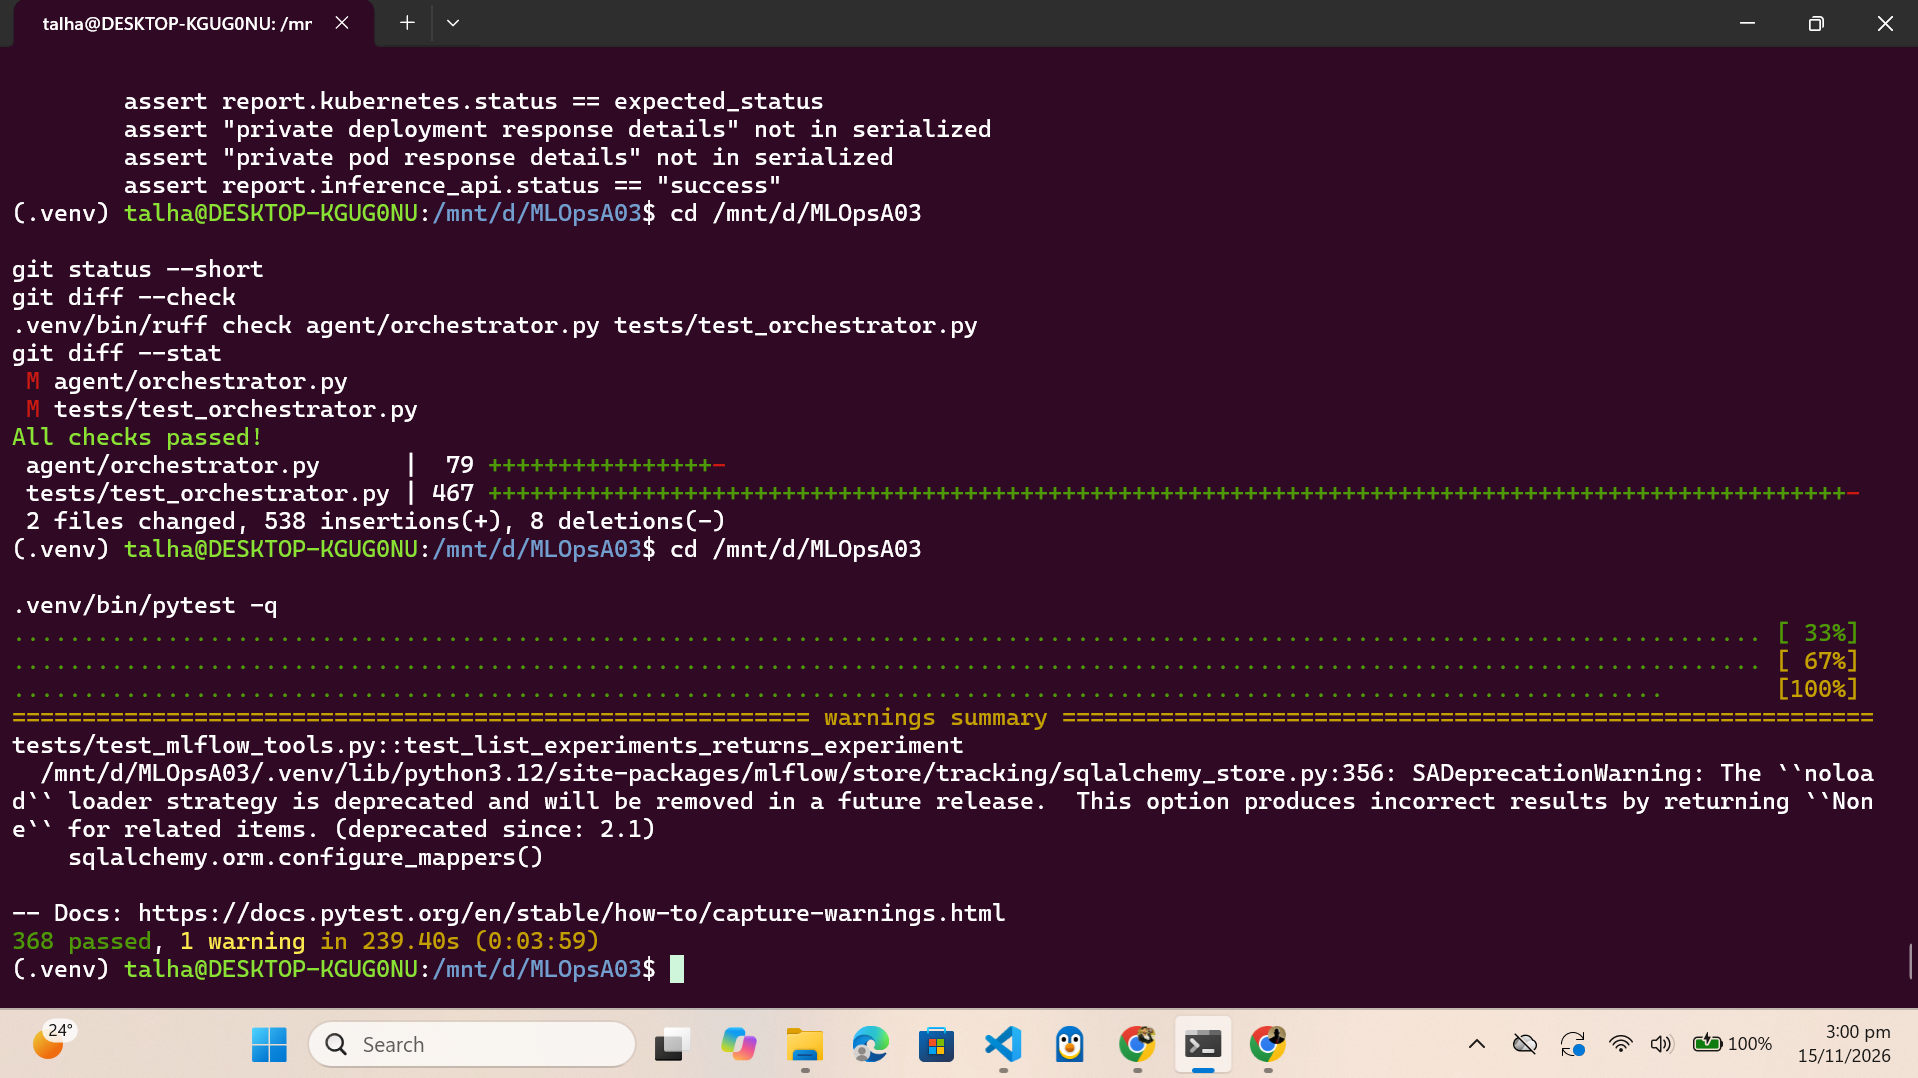 talha@DESKTOP-KGUG0NU: /mr
        assert report.kubernetes.status == expected_status
        assert "private deployment response details" not in serialized
        assert "private pod response details" not in serialized
        assert report.inference_api.status == "success"
(.venv) talha@DESKTOP-KGUG0NU:/mnt/d/MLOpsA03$ cd /mnt/d/MLOpsA03
git status --short
git diff --check
.venv/bin/ruff check agent/orchestrator.py tests/test_orchestrator.py
git diff --stat
 M agent/orchestrator.py
 M tests/test_orchestrator.py
All checks passed!
 agent/orchestrator.py      |  79 ++++++++++++++++-
 tests/test_orchestrator.py | 467 +++++++++++++++++++++++++++++++++++++++++++++++++++++++++++++++++++++++++++++++++++++++++++++++++-
 2 files changed, 538 insertions(+), 8 deletions(-)
(.venv) talha@DESKTOP-KGUG0NU:/mnt/d/MLOpsA03$ cd /mnt/d/MLOpsA03
.venv/bin/pytest -q
............................................................................................................................. [ 33%]
............................................................................................................................. [ 67%]
......................................................................................................................        [100%]
========================================================= warnings summary ==========================================================
tests/test_mlflow_tools.py::test_list_experiments_returns_experiment
  /mnt/d/MLOpsA03/.venv/lib/python3.12/site-packages/mlflow/store/tracking/sqlalchemy_store.py:356: SADeprecationWarning: The ``noloa
d`` loader strategy is deprecated and will be removed in a future release.  This option produces incorrect results by returning ``Non
e`` for related items. (deprecated since: 2.1)
    sqlalchemy.orm.configure_mappers()
-- Docs: https://docs.pytest.org/en/stable/how-to/capture-warnings.html
368 passed, 1 warning in 239.40s (0:03:59)
(.venv) talha@DESKTOP-KGUG0NU:/mnt/d/MLOpsA03$
24°
Search
100%
3:00 pm
15/11/2026